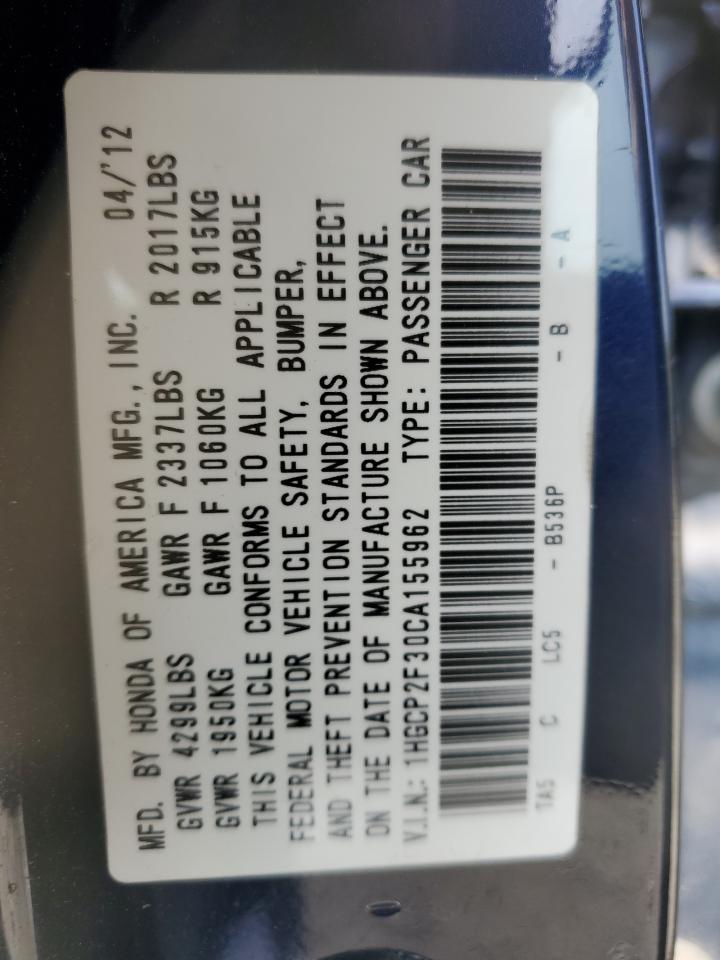 MFD. BY HONDA OF AMERICA MFG., INC. 04/'12
GVWR 4299LBS GAWR F 2337LBS R 2017LBS
GVWR 1950KG GAWR F 1060KG R 915KG
THIS VEHICLE CONFORMS TO ALL APPLICABLE
FEDERAL MOTOR VEHICLE SAFETY, BUMPER,
AND THEFT PREVENTION STANDARDS IN EFFECT
ON THE DATE OF MANUFACTURE SHOWN ABOVE.
V.I.N.: 1HGCP2F30CA155962 TYPE: PASSENGER CAR
TA5 C LC5 - B536P - B - A